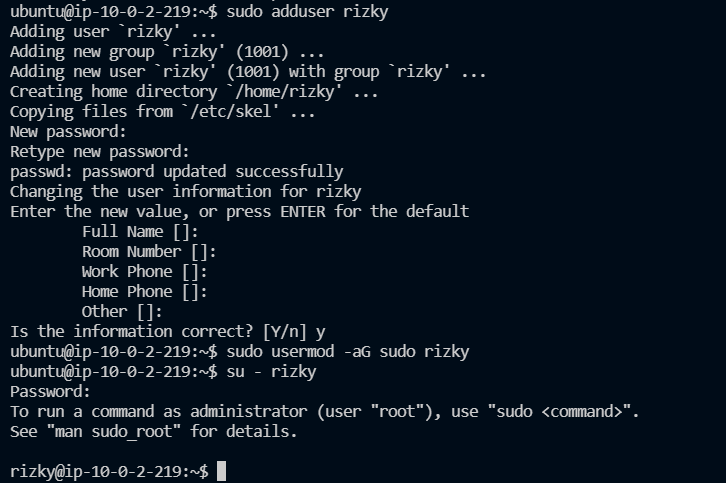 ubuntu@ip-10-0-2-219:~$ sudo adduser rizky
Adding user `rizky' ...
Adding new group `rizky' (1001) ...
Adding new user `rizky' (1001) with group `rizky' ...
Creating home directory `/home/rizky' ...
Copying files from `/etc/skel' ...
New password:
Retype new password:
passwd: password updated successfully
Changing the user information for rizky
Enter the new value, or press ENTER for the default
        Full Name []:
        Room Number []:
        Work Phone []:
        Home Phone []:
        Other []:
Is the information correct? [Y/n] y
ubuntu@ip-10-0-2-219:~$ sudo usermod -aG sudo rizky
ubuntu@ip-10-0-2-219:~$ su - rizky
Password:
To run a command as administrator (user "root"), use "sudo <command>".
See "man sudo_root" for details.

rizky@ip-10-0-2-219:~$